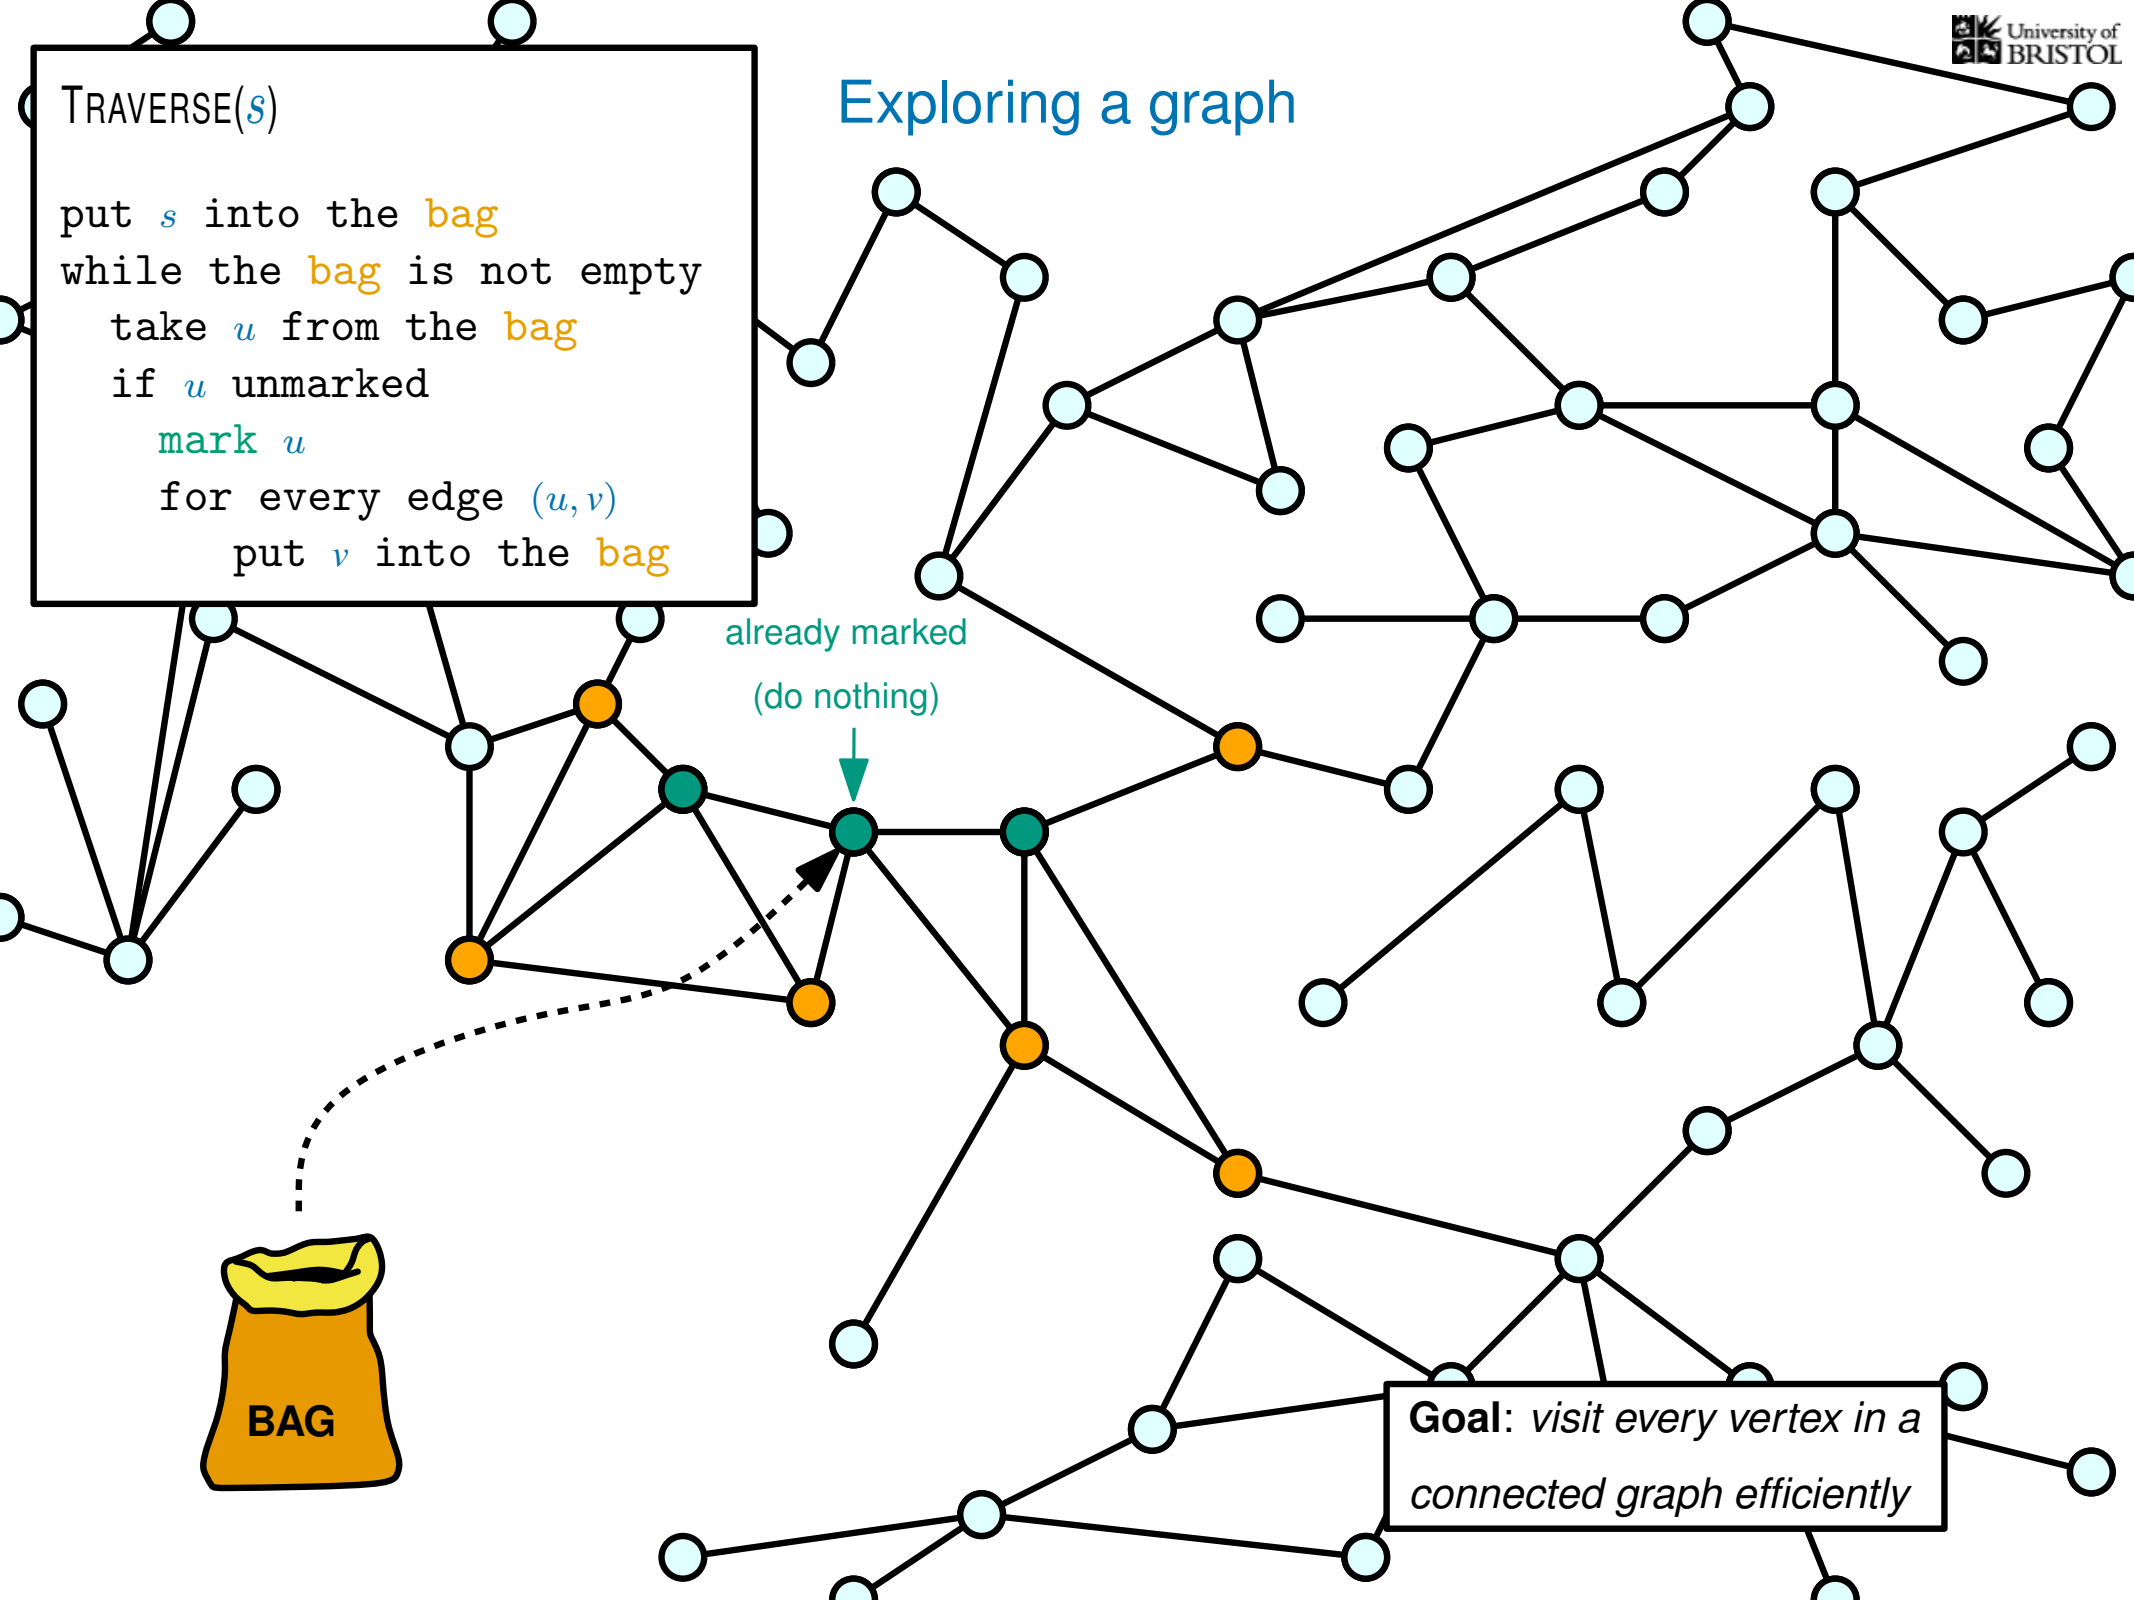 University of
BRISTOL
Exploring a graph
TRAVERSE(s)
put s into the bag
while the bag is not empty
take u from the bag
if u unmarked
mark u
for every edge (u, v)
put v into the bag
already marked
(do nothing)
BAG
Goal: visit every vertex in a
connected graph efficiently